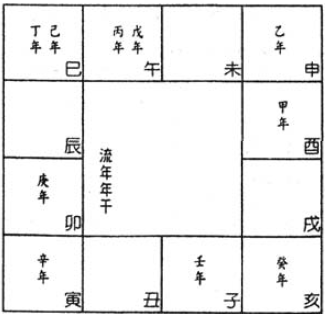 丁年
己年
巳
丙年
戊年
午
未
乙年
申
辰
流年年干
甲年
酉
庚年
卯
戌
辛年
寅
丑
壬年
子
癸年
亥